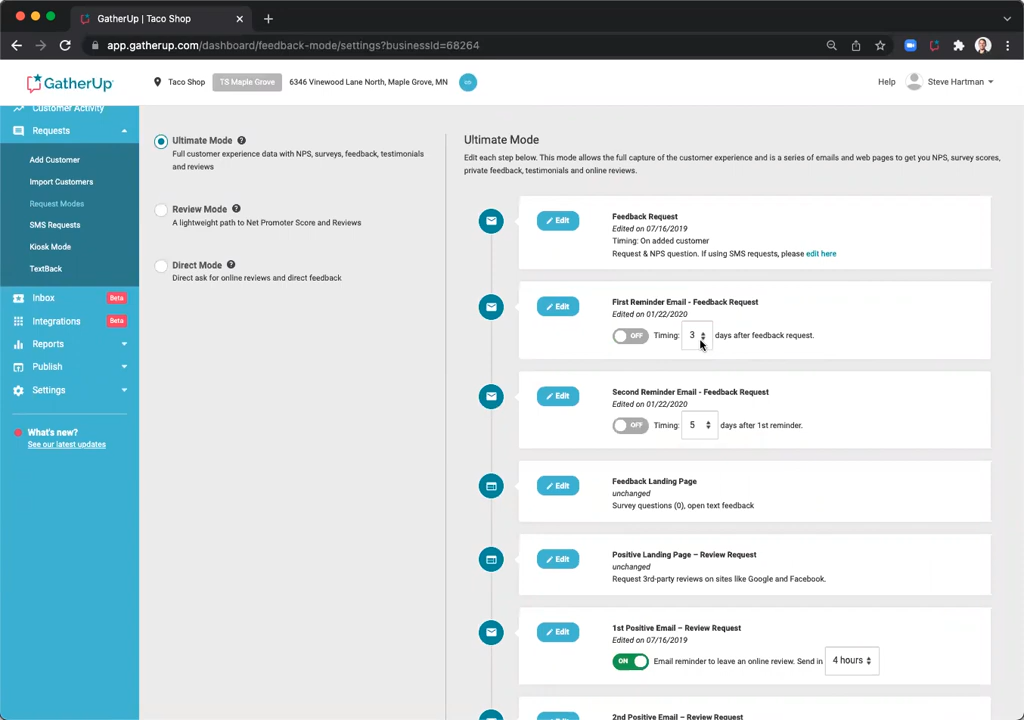 GatherUp | Taco Shop
app.gatherup.com/dashboard/feedback-mode/settings?businessId=68264
GatherUp
Taco Shop
TS Maple Grove
6346 Vinewood Lane North, Maple Grove, MN
Help
Steve Hartman
Customer Activity
Requests
Add Customer
Import Customers
Request Modes
SMS Requests
Kiosk Mode
TextBack
Inbox
Beta
Integrations
Beta
Reports
Publish
Settings
What's new?
See our latest updates
Ultimate Mode
Full customer experience data with NPS, surveys, feedback, testimonials
and reviews
Review Mode
A lightweight path to Net Promoter Score and Reviews
Direct Mode
Direct ask for online reviews and direct feedback
Ultimate Mode
Edit each step below. This mode allows the full capture of the customer experience and is a series of emails and web pages to get you NPS, survey scores,
private feedback, testimonials and online reviews.
Edit
Feedback Request
Edited on 07/16/2019
Timing: On added customer
Request & NPS question. If using SMS requests, please edit here
Edit
First Reminder Email - Feedback Request
Edited on 01/22/2020
OFF Timing: 3 days after feedback request.
Edit
Second Reminder Email - Feedback Request
Edited on 01/22/2020
OFF Timing: 5 days after 1st reminder.
Edit
Feedback Landing Page
unchanged
Survey questions (0), open text feedback
Edit
Positive Landing Page – Review Request
unchanged
Request 3rd-party reviews on sites like Google and Facebook.
Edit
1st Positive Email – Review Request
Edited on 07/16/2019
ON Email reminder to leave an online review. Send in 4 hours
Edit
2nd Positive Email – Review Request